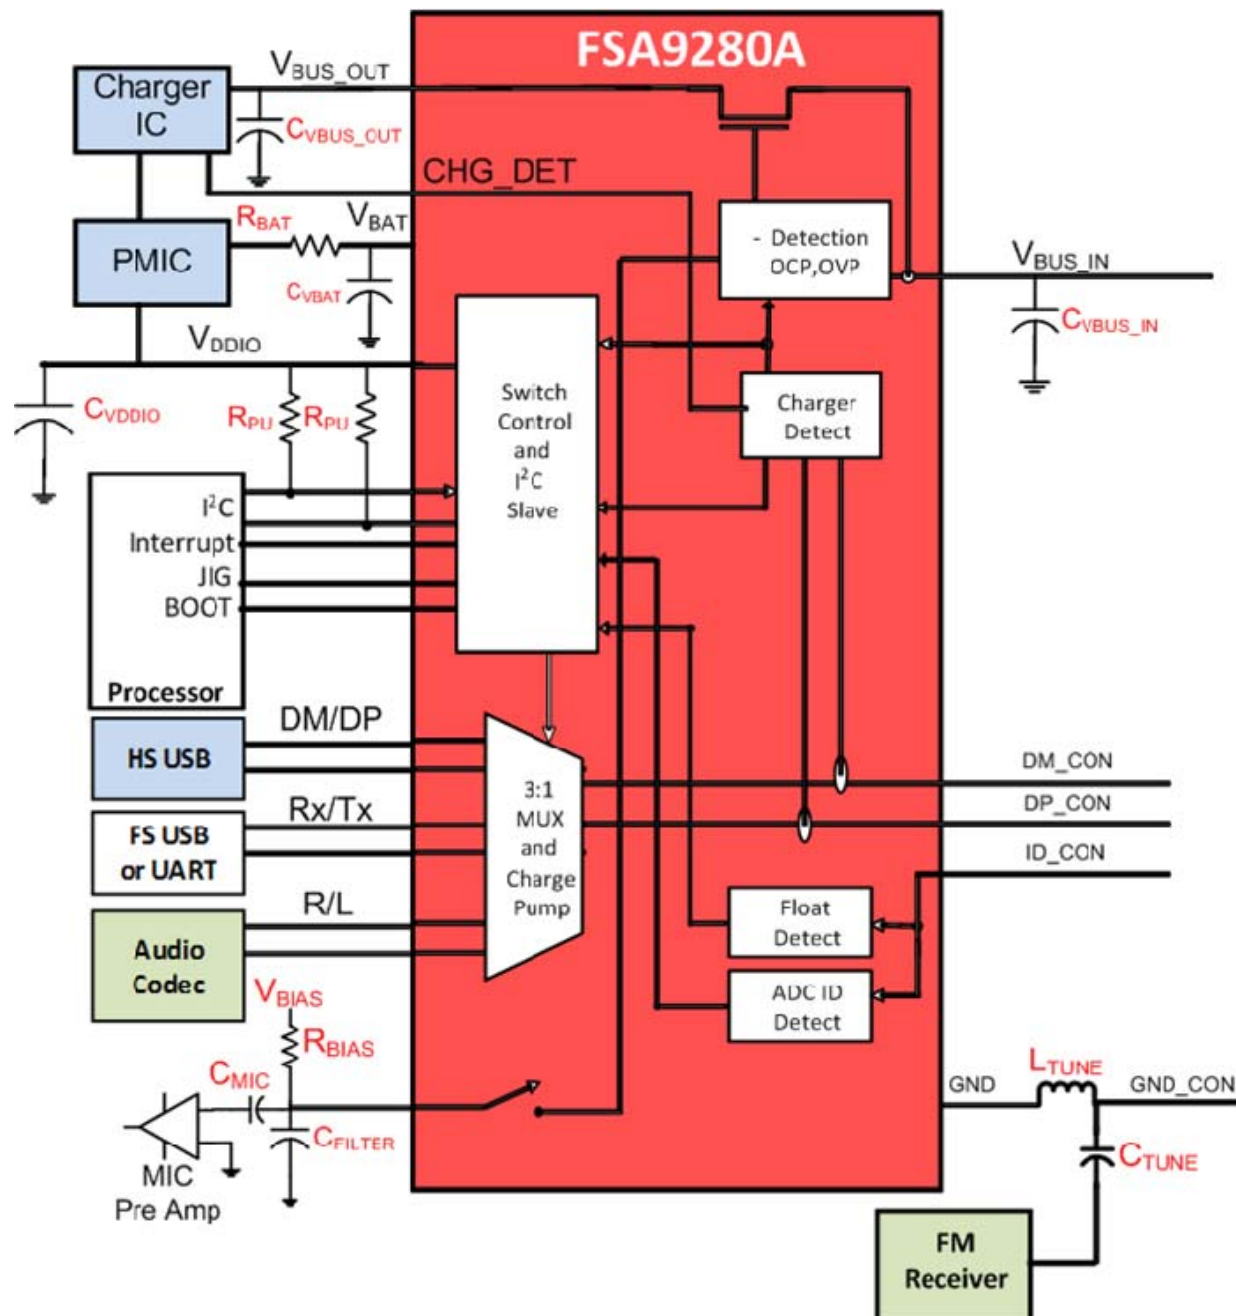 FSA9280A
VBUS_OUT
Charger
IC
CVBUS_OUT
CHG_DET
RBAT
VBAT
PMIC
CVBAT
- Detection
OCP,OVP
VBUS_IN
CVBUS_IN
VDDIO
CVDDIO
RPU
RPU
Switch
Control
and
I²C
Slave
Charger
Detect
I²C
Interrupt
JIG
BOOT
Processor
DM/DP
HS USB
Rx/Tx
FS USB
or UART
R/L
Audio
Codec
3:1
MUX
and
Charge
Pump
DM_CON
DP_CON
ID_CON
Float
Detect
ADC ID
Detect
VBIAS
RBIAS
CMIC
CFILTER
MIC
Pre Amp
GND
LTUNE
GND_CON
CTUNE
FM
Receiver